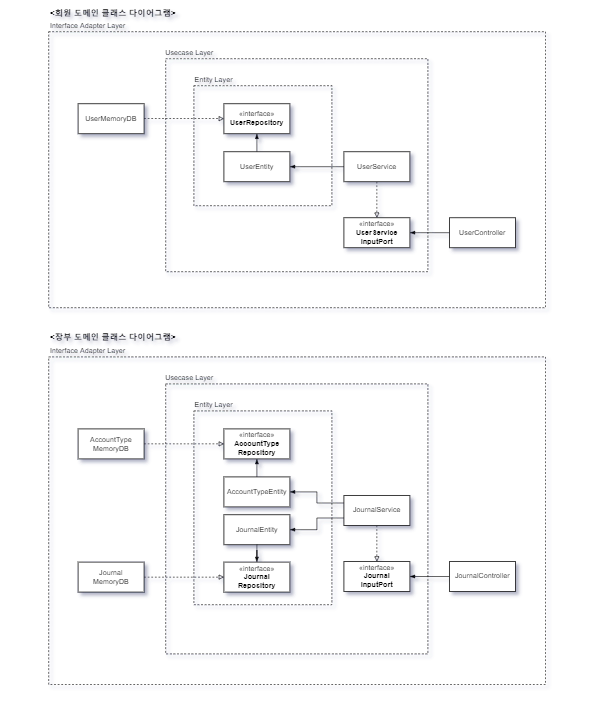 <회원 도메인 클래스 다이어그램>
Interface Adapter Layer
Usecase Layer
Entity Layer
UserMemoryDB
«interface»
UserRepository
UserEntity
UserService
«interface»
UserService
InputPort
UserController
<장부 도메인 클래스 다이어그램>
Interface Adapter Layer
Usecase Layer
Entity Layer
AccountType
MemoryDB
«interface»
AccountType
Repository
AccountTypeEntity
JournalService
JournalEntity
Journal
MemoryDB
«interface»
Journal
Repository
«interface»
Journal
InputPort
JournalController